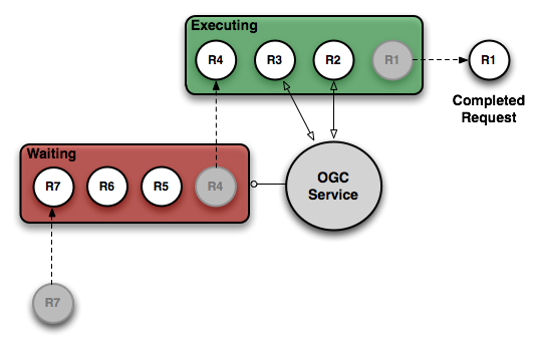 Executing
R4
R3
R2
R1
R1
Completed
Request
Waiting
R7
R6
R5
R4
OGC
Service
R7